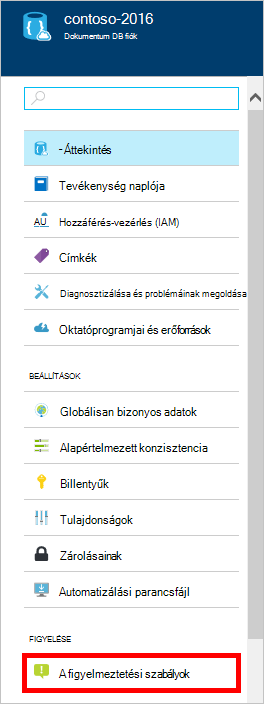 contoso-2016
Dokumentum DB fiók
-Áttekintés
Tevékenység naplója
Hozzáférés-vezérlés (IAM)
Címkék
Diagnosztizálása és problémáinak megoldása
Oktatóprogramjai és erőforrások
BEÁLLÍTÁSOK
Globálisan bizonyos adatok
Alapértelmezett konzisztencia
Billentyűk
Tulajdonságok
Zárolásainak
Automatizálási parancsfájl
FIGYELÉSE
A figyelmeztetési szabályok